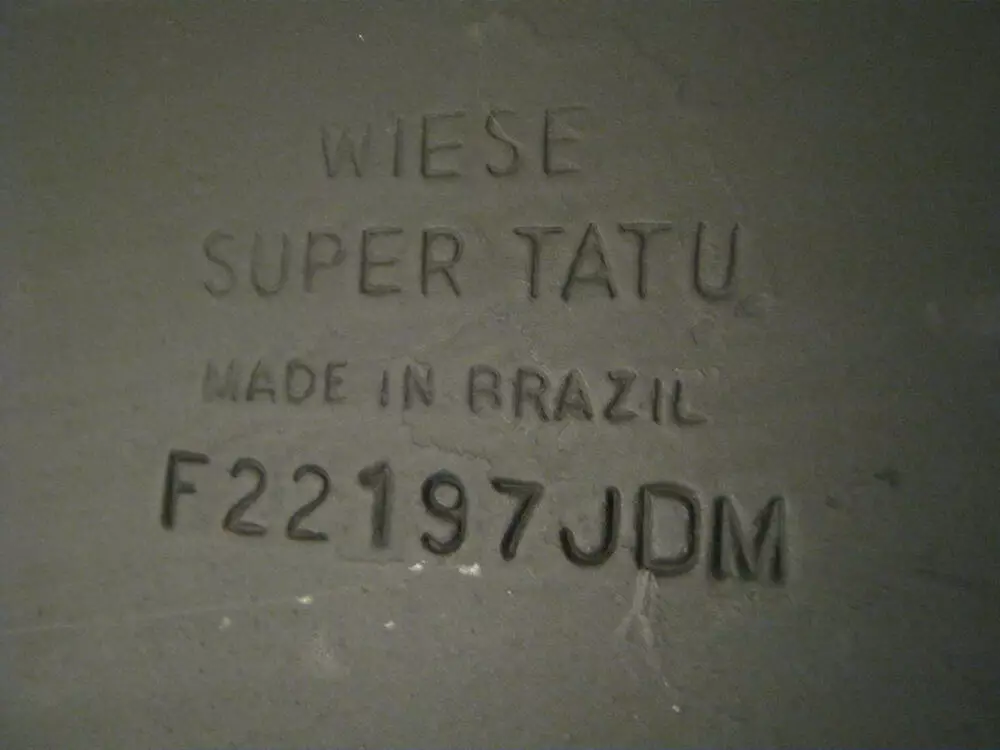 WIESE
SUPER TATU
MADE IN BRAZIL
F22197JDM